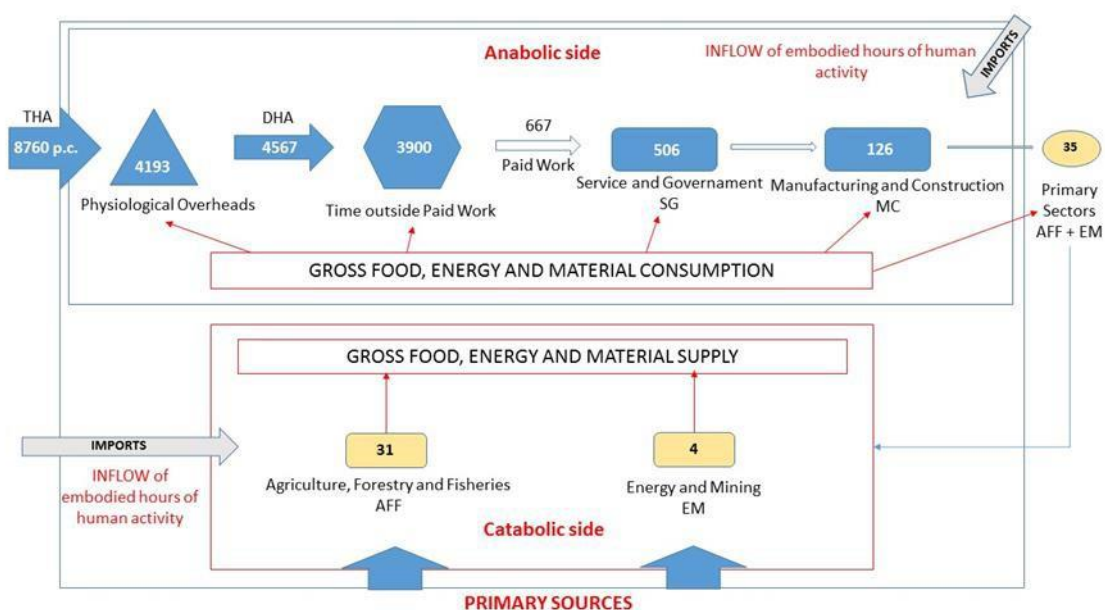 Anabolic side
INFLOW of embodied hours of human
activity
IMPORTS
THA
8760 p.c.
4193
Physiological Overheads
DHA
4567
3900
Time outside Paid Work
667
Paid Work
506
Service and Governament
SG
126
Manufacturing and Construction
MC
35
Primary
Sectors
AFF + EM
GROSS FOOD, ENERGY AND MATERIAL CONSUMPTION
GROSS FOOD, ENERGY AND MATERIAL SUPPLY
IMPORTS
INFLOW of
embodied hours of
human activity
31
Agriculture, Forestry and Fisheries
AFF
4
Energy and Mining
EM
Catabolic side
PRIMARY SOURCES